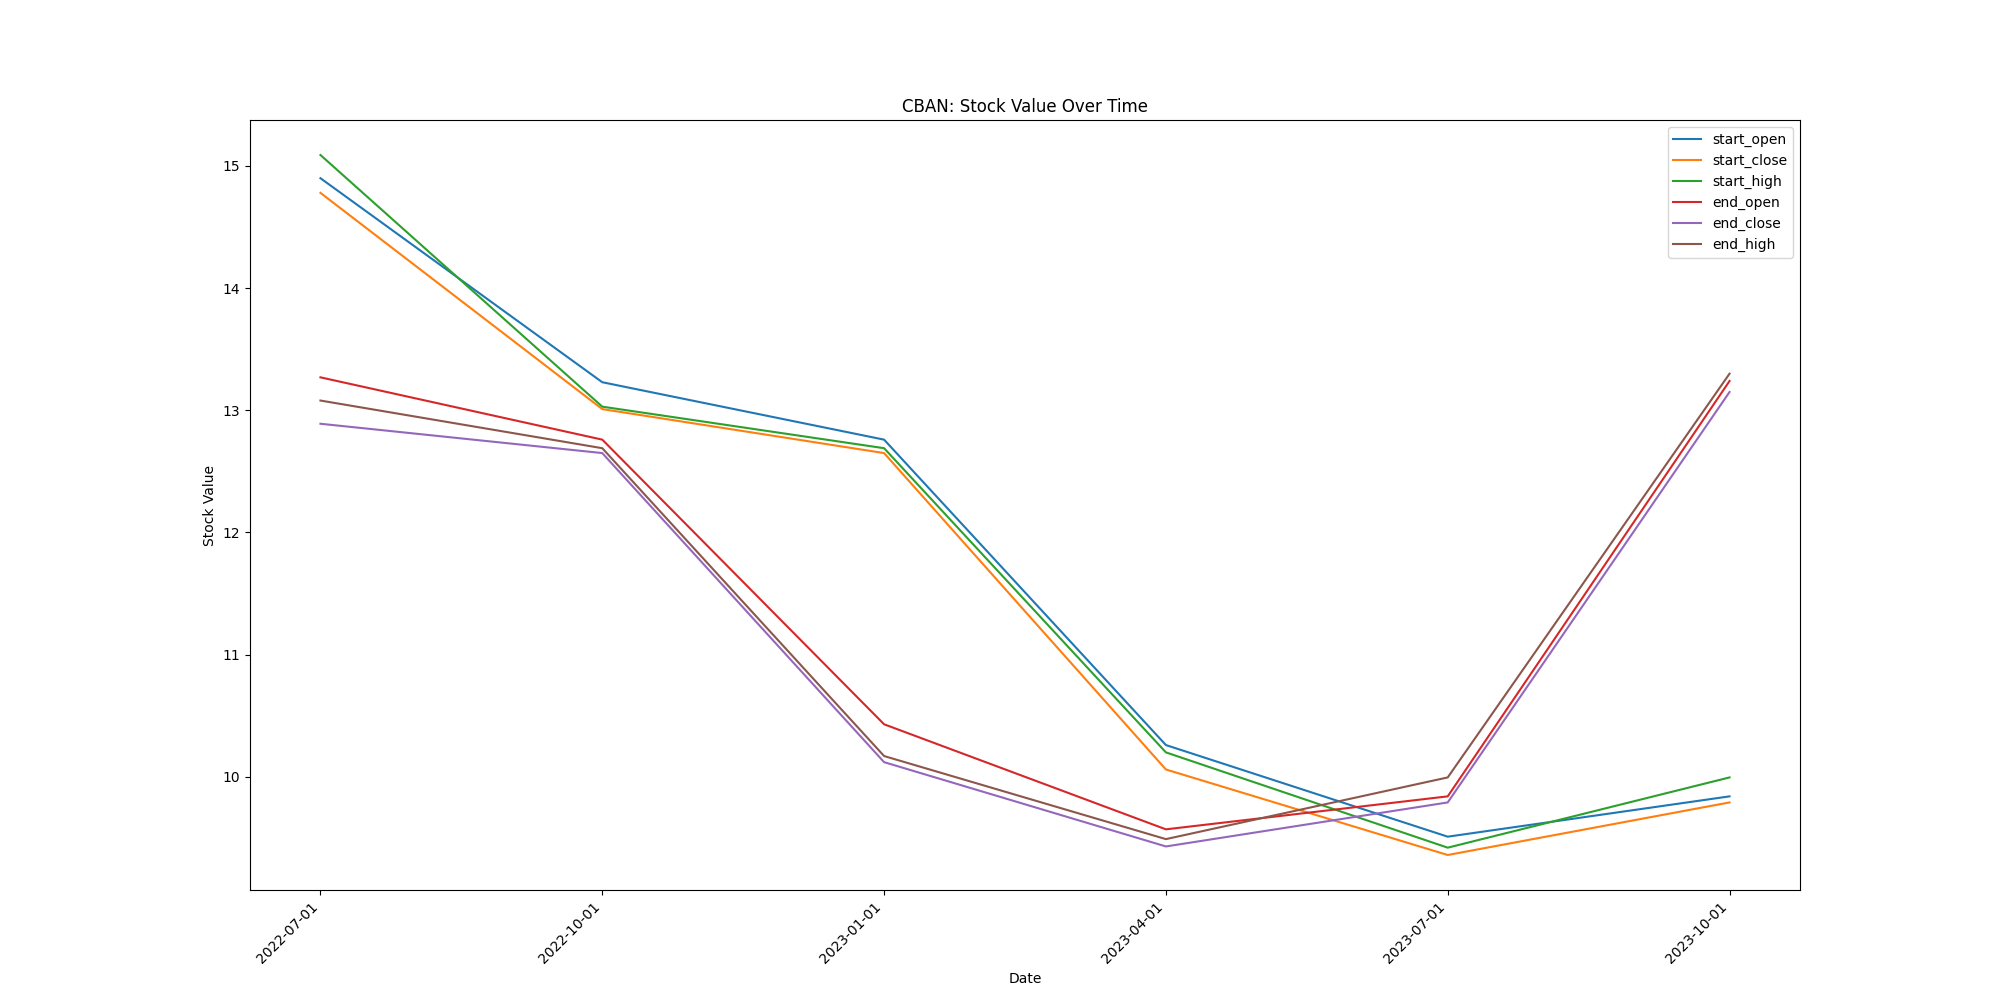 CBAN: Stock Value Over Time
start_open
start_close
start_high
end_open
end_close
end_high
15
14
13
12
11
10
Stock Value
2022-07-01
2022-10-01
2023-01-01
2023-04-01
2023-07-01
2023-10-01
Date